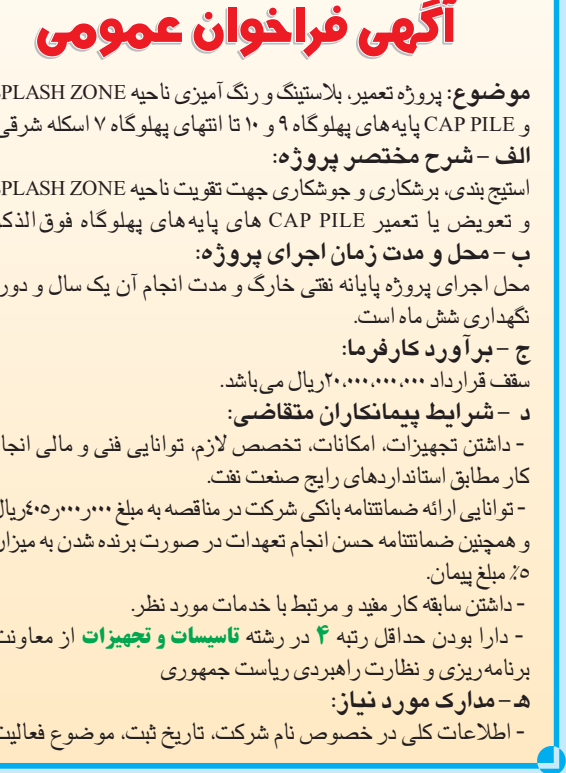 آگهی فراخوان عمومی
موضوع: پروژه تعمیر، بلاستینگ و رنگ آمیزی ناحیه SPLASH ZONE
و CAP PILE پایه‌های پهلوگاه ۹ و ۱۰ تا انتهای پهلوگاه ۷ اسکله شرقی
الف – شرح مختصر پروژه:
استیج بندی، برشکاری و جوشکاری جهت تقویت ناحیه SPLASH ZONE
و تعویض یا تعمیر CAP PILE های پایه‌های پهلوگاه فوق الذکر
ب – محل و مدت زمان اجرای پروژه:
محل اجرای پروژه پایانه نفتی خارگ و مدت انجام آن یک سال و دور
نگهداری شش ماه است.
ج – برآورد کارفرما:
سقف قرارداد ۲۰،۰۰۰،۰۰۰،۰۰۰ریال می‌باشد.
د – شرایط پیمانکاران متقاضی:
- داشتن تجهیزات، امکانات، تخصص لازم، توانایی فنی و مالی انجا
کار مطابق استانداردهای رایج صنعت نفت.
- توانایی ارائه ضمانتنامه بانکی شرکت در مناقصه به مبلغ ۴۰۵٫۰۰۰٫۰۰۰ریال
و همچنین ضمانتنامه حسن انجام تعهدات در صورت برنده شدن به میزان
۵٪ مبلغ پیمان.
- داشتن سابقه کار مفید و مرتبط با خدمات مورد نظر.
- دارا بودن حداقل رتبه ۴ در رشته تاسیسات و تجهیزات از معاونت
برنامه‌ریزی و نظارت راهبردی ریاست جمهوری
هـ – مدارک مورد نیاز:
- اطلاعات کلی در خصوص نام شرکت، تاریخ ثبت، موضوع فعالیت